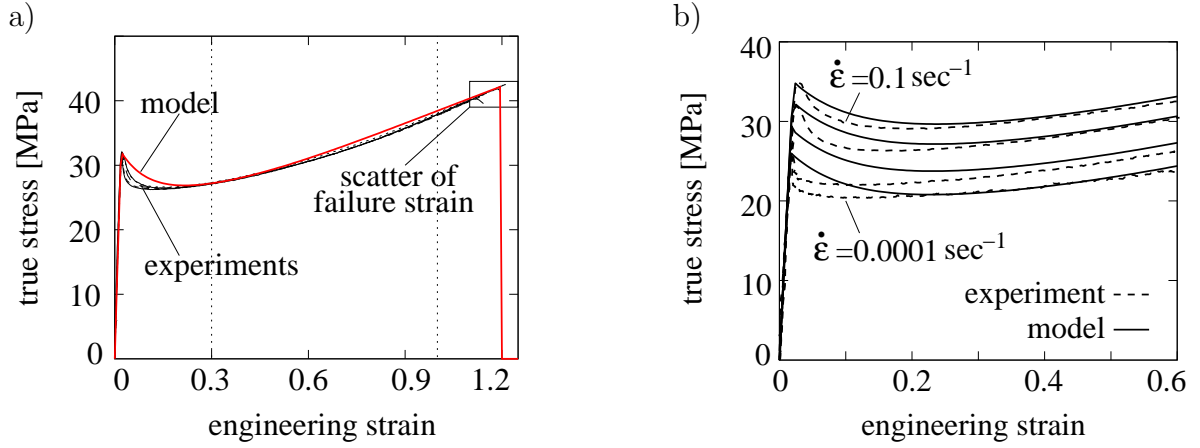 a)
true stress [MPa]
40
30
20
10
0
model
experiments
scatter of
failure strain
0 0.3 0.6 0.9 1.2
engineering strain
b)
true stress [MPa]
40
30
20
10
0
ε̇ =0.1 sec⁻¹
ε̇ =0.0001 sec⁻¹
experiment
model
0 0.2 0.4 0.6
engineering strain